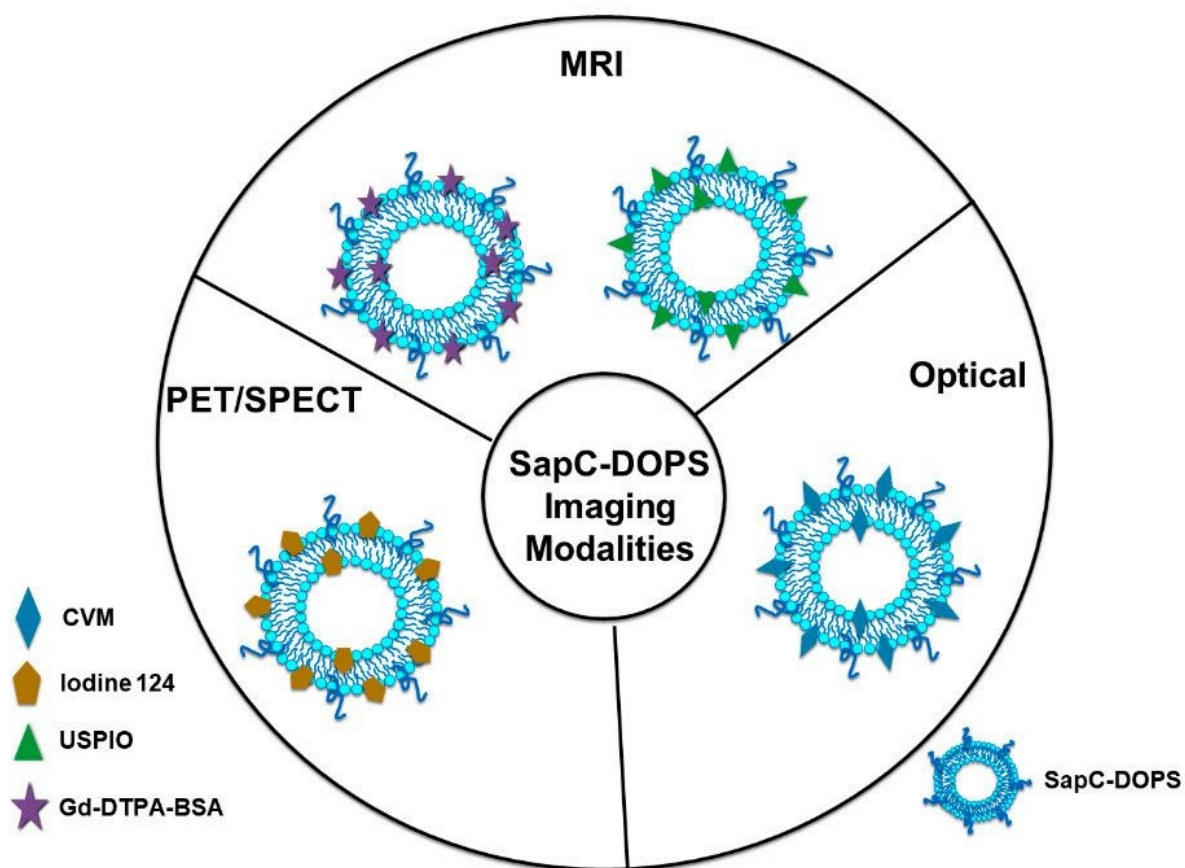 MRI
PET/SPECT
Optical
SapC-DOPS
Imaging
Modalities
CVM
Iodine 124
USPIO
Gd-DTPA-BSA
SapC-DOPS